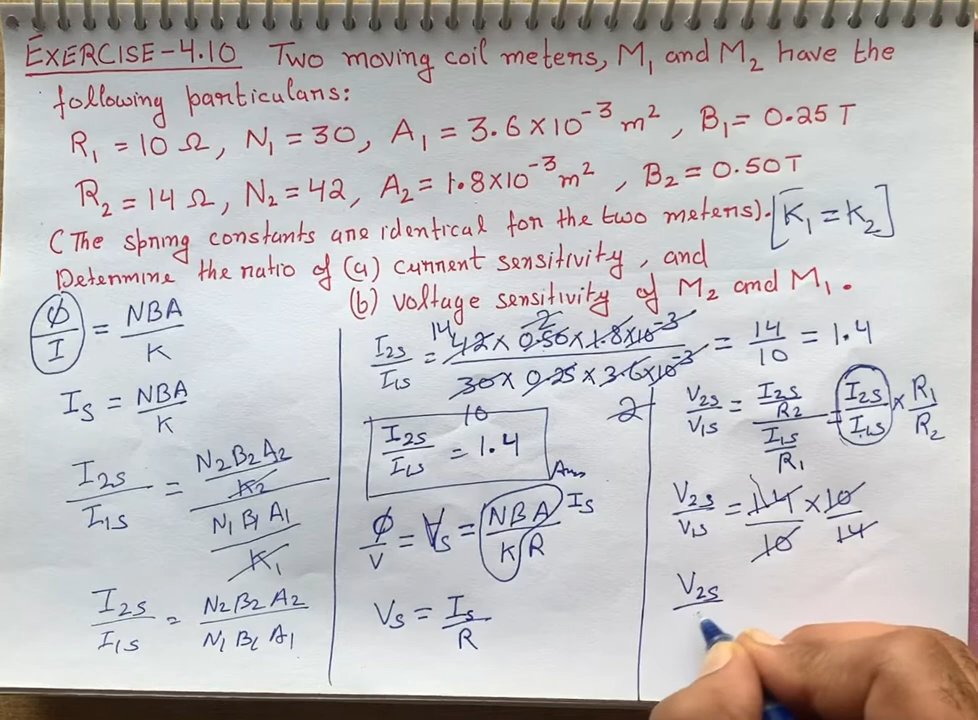 EXERCISE-4.10 Two moving coil meters, M₁ and M₂ have the
following particulars:
R₁ = 10 Ω, N₁ = 30, A₁ = 3.6 × 10⁻³ m², B₁ = 0.25 T
R₂ = 14 Ω, N₂ = 42, A₂ = 1.8 × 10⁻³ m², B₂ = 0.50 T
(The spring constants are identical for the two meters). [K₁ = K₂]
Determine the ratio of (a) current sensitivity, and
(b) voltage sensitivity of M₂ and M₁.
ϕ/I = NBA/K
I_S = NBA/K
I₂s/I₁s = (N₂B₂A₂/K₂)/(N₁B₁A₁/K₁)
I₂s/I₁s = N₂B₂A₂/N₁B₁A₁
14 2
I₂s/I₁s = (42 × 0.50 × 1.8 × 10⁻³)/(30 × 0.25 × 3.6 × 10⁻³) = 14/10 = 1.4
10 2
I₂s/I₁s = 1.4
Ans
ϕ/V = Vs = NBA/KR Is
Vs = Is/R
V₂s/V₁s = (I₂s/R₂)/(I₁s/R₁) = I₂s/I₁s × R₁/R₂
V₂s/V₁s = 14/10 × 10/14
V₂s